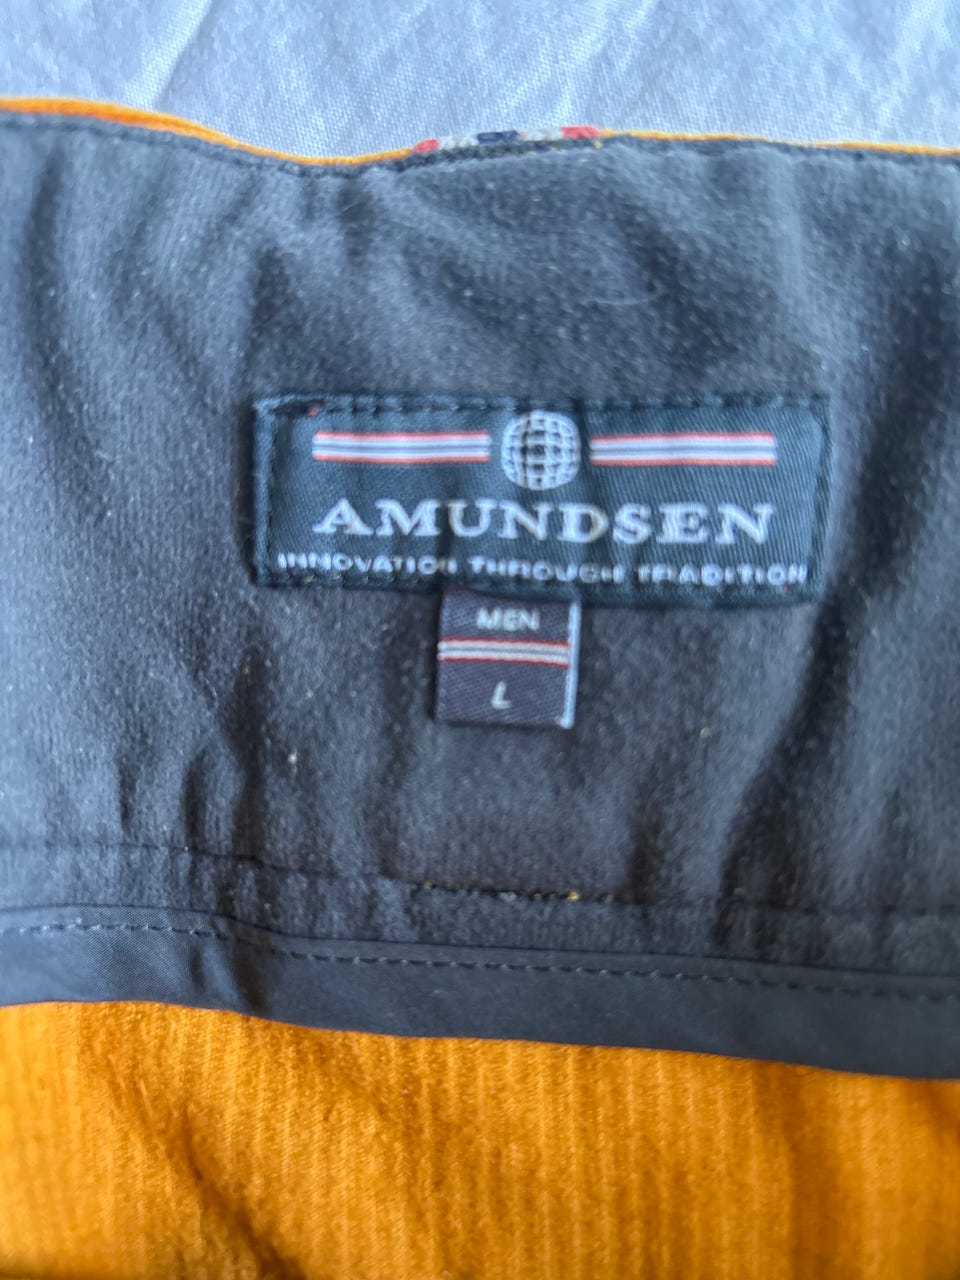 AMUNDSEN
INNOVATION THROUGH TRADITION
MEN
L